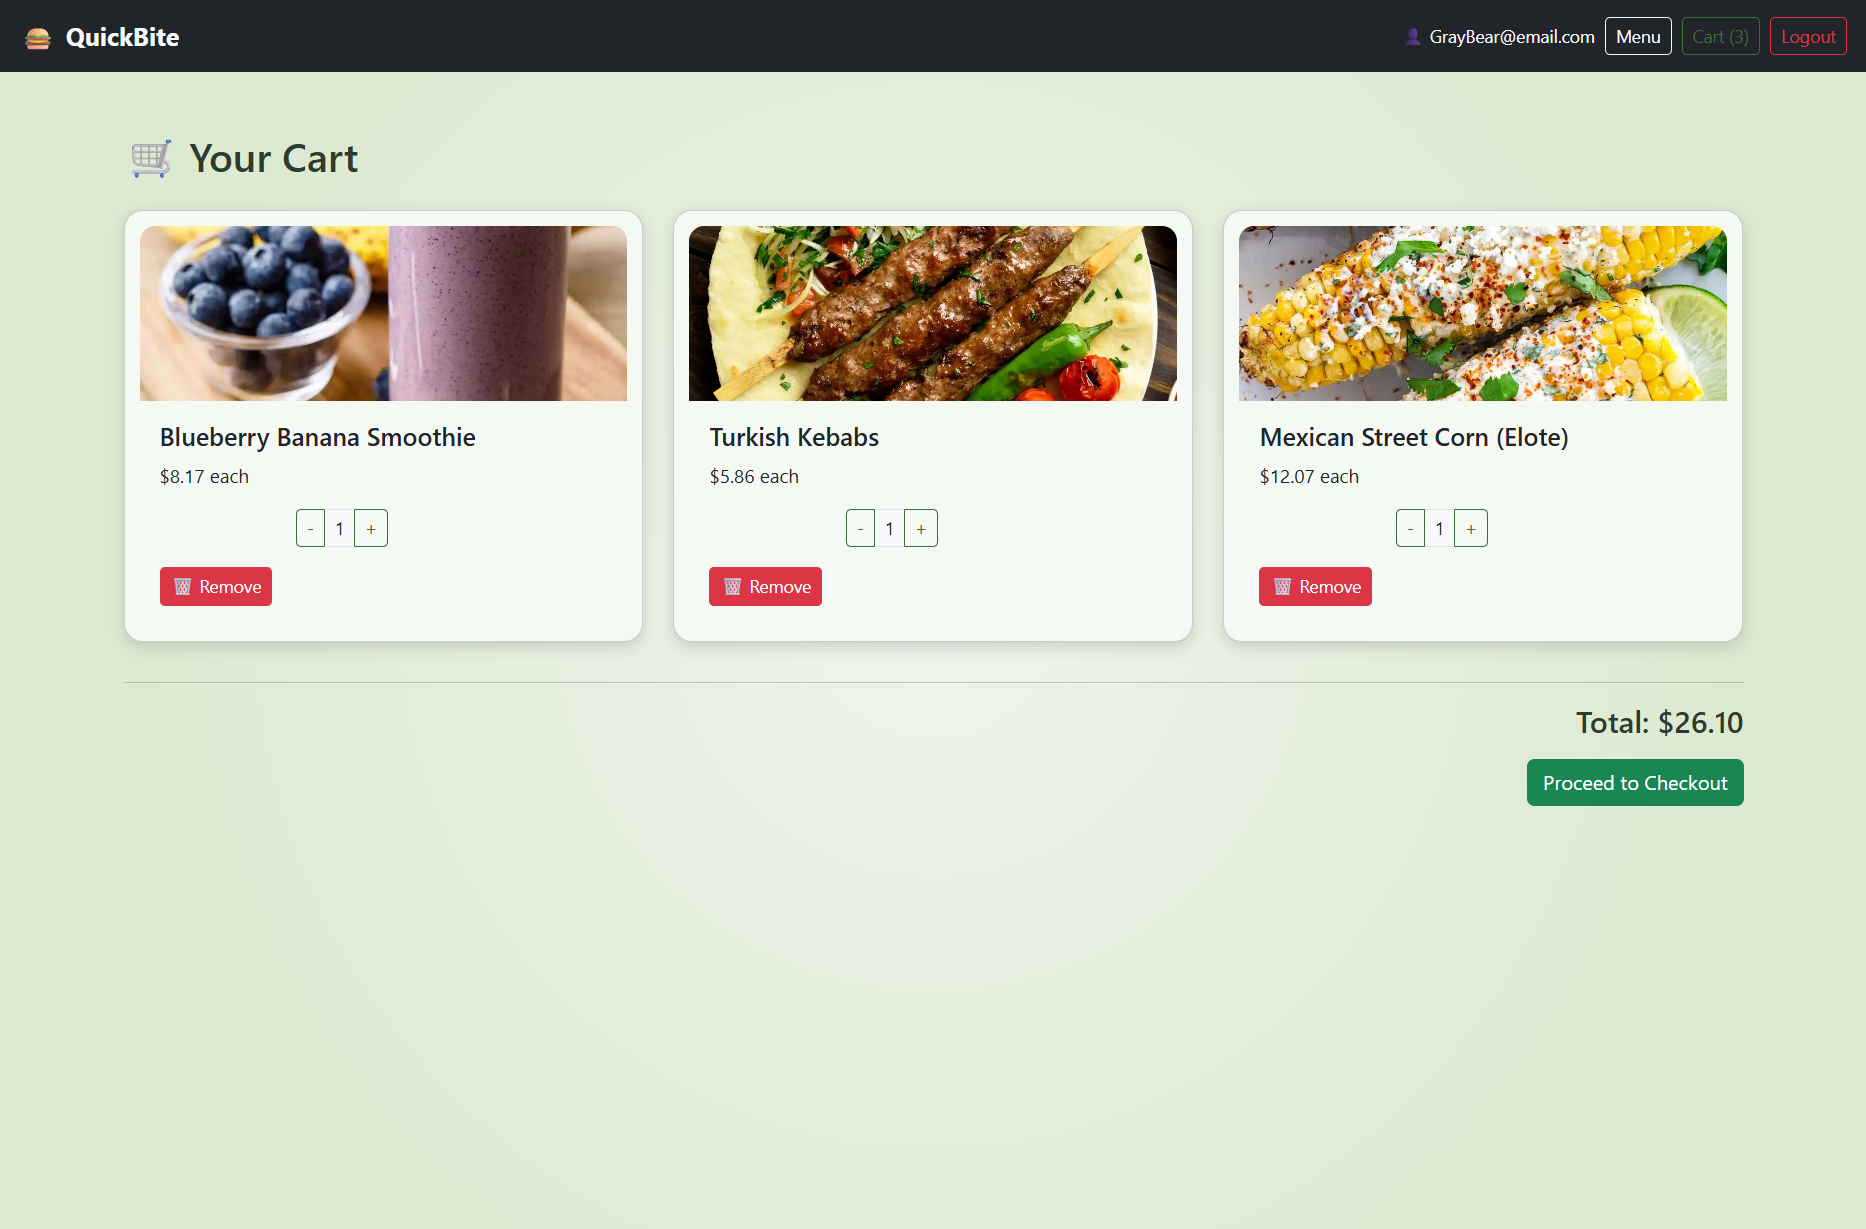 QuickBite
GrayBear@email.com Menu Cart (3) Logout
Your Cart
Blueberry Banana Smoothie
$8.17 each
- 1 +
Remove
Turkish Kebabs
$5.86 each
- 1 +
Remove
Mexican Street Corn (Elote)
$12.07 each
- 1 +
Remove
Total: $26.10
Proceed to Checkout